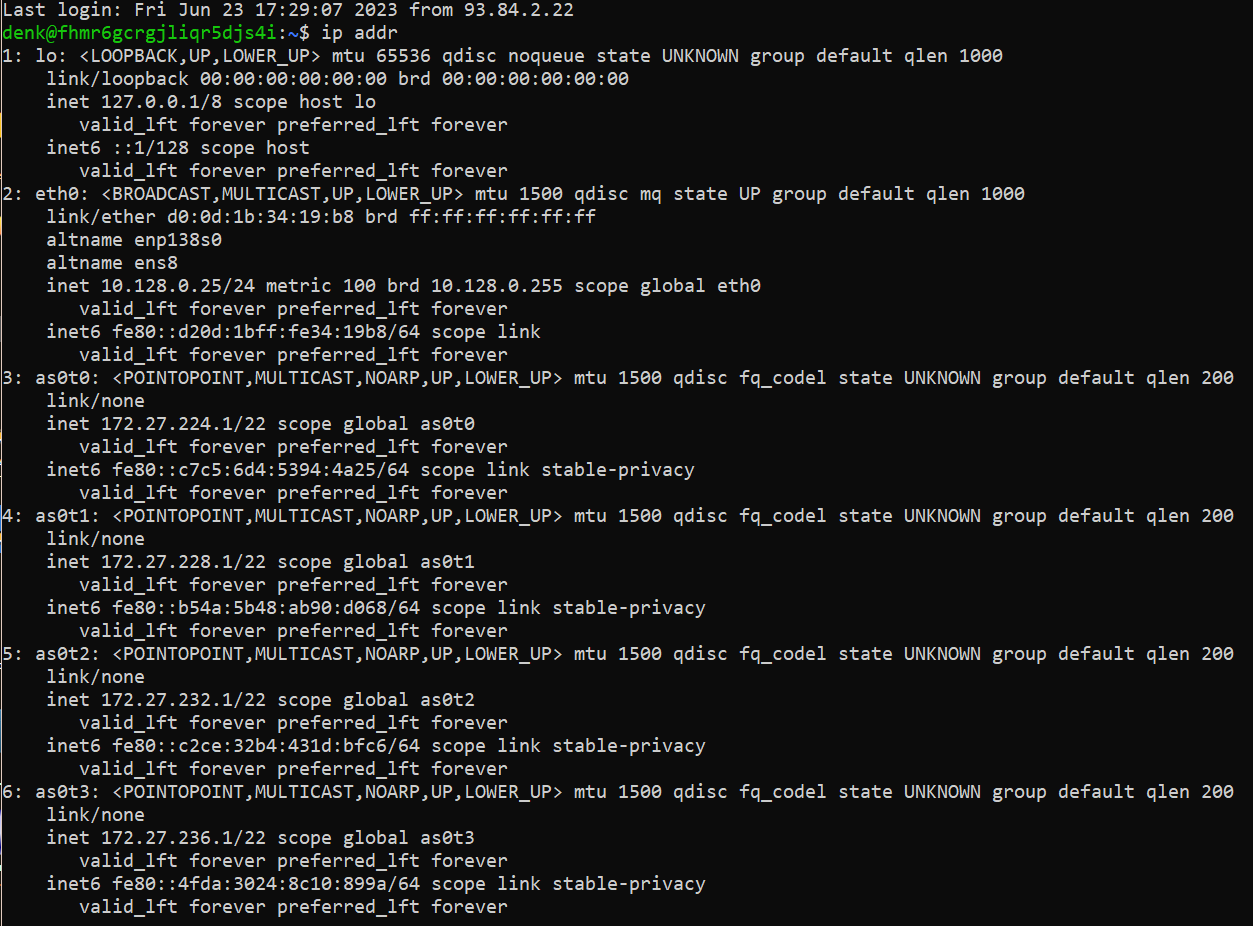 Last login: Fri Jun 23 17:29:07 2023 from 93.84.2.22
denk@fhmr6gcrgjliqr5djs4i:~$ ip addr
1: lo: <LOOPBACK,UP,LOWER_UP> mtu 65536 qdisc noqueue state UNKNOWN group default qlen 1000
    link/loopback 00:00:00:00:00:00 brd 00:00:00:00:00:00
    inet 127.0.0.1/8 scope host lo
       valid_lft forever preferred_lft forever
    inet6 ::1/128 scope host
       valid_lft forever preferred_lft forever
2: eth0: <BROADCAST,MULTICAST,UP,LOWER_UP> mtu 1500 qdisc mq state UP group default qlen 1000
    link/ether d0:0d:1b:34:19:b8 brd ff:ff:ff:ff:ff:ff
    altname enp138s0
    altname ens8
    inet 10.128.0.25/24 metric 100 brd 10.128.0.255 scope global eth0
       valid_lft forever preferred_lft forever
    inet6 fe80::d20d:1bff:fe34:19b8/64 scope link
       valid_lft forever preferred_lft forever
3: as0t0: <POINTOPOINT,MULTICAST,NOARP,UP,LOWER_UP> mtu 1500 qdisc fq_codel state UNKNOWN group default qlen 200
    link/none
    inet 172.27.224.1/22 scope global as0t0
       valid_lft forever preferred_lft forever
    inet6 fe80::c7c5:6d4:5394:4a25/64 scope link stable-privacy
       valid_lft forever preferred_lft forever
4: as0t1: <POINTOPOINT,MULTICAST,NOARP,UP,LOWER_UP> mtu 1500 qdisc fq_codel state UNKNOWN group default qlen 200
    link/none
    inet 172.27.228.1/22 scope global as0t1
       valid_lft forever preferred_lft forever
    inet6 fe80::b54a:5b48:ab90:d068/64 scope link stable-privacy
       valid_lft forever preferred_lft forever
5: as0t2: <POINTOPOINT,MULTICAST,NOARP,UP,LOWER_UP> mtu 1500 qdisc fq_codel state UNKNOWN group default qlen 200
    link/none
    inet 172.27.232.1/22 scope global as0t2
       valid_lft forever preferred_lft forever
    inet6 fe80::c2ce:32b4:431d:bfc6/64 scope link stable-privacy
       valid_lft forever preferred_lft forever
6: as0t3: <POINTOPOINT,MULTICAST,NOARP,UP,LOWER_UP> mtu 1500 qdisc fq_codel state UNKNOWN group default qlen 200
    link/none
    inet 172.27.236.1/22 scope global as0t3
       valid_lft forever preferred_lft forever
    inet6 fe80::4fda:3024:8c10:899a/64 scope link stable-privacy
       valid_lft forever preferred_lft forever